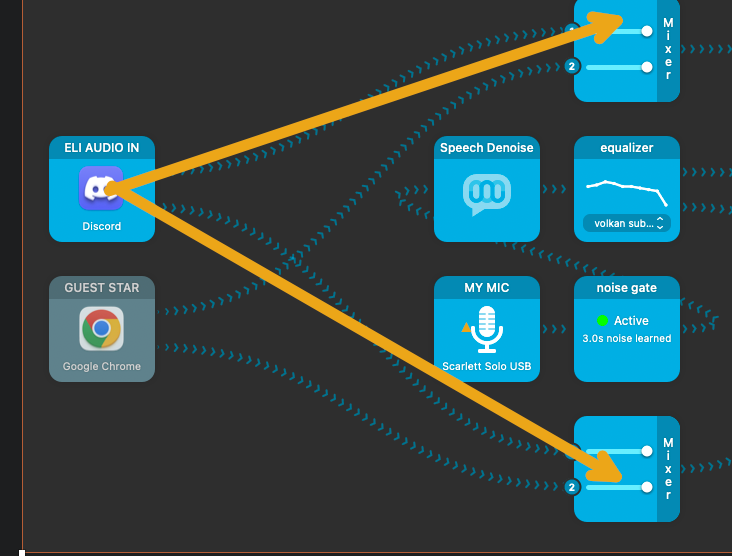 1
Mixer
2
ELI AUDIO IN
Discord
Speech Denoise
equalizer
volkan sub...
GUEST STAR
Google Chrome
MY MIC
Scarlett Solo USB
noise gate
Active
3.0s noise learned
Mixer
2